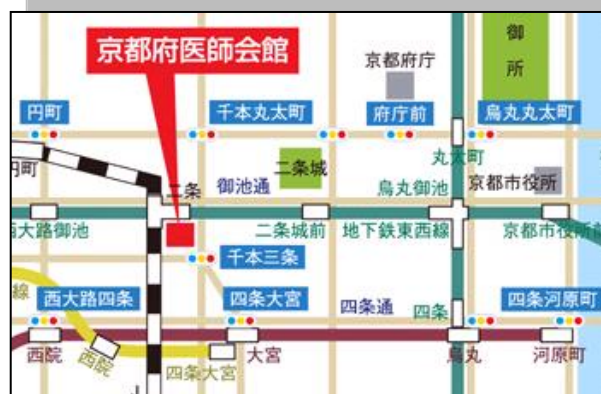 御
所
京都府医師会館
京都府庁
円町
千本丸太町
府庁前
烏丸丸太町
丸太町
円町
二条
御池通
二条城
烏丸御池
京都市役所
西大路御池
二条城前
地下鉄東西線
京都市役所前
千本三条
線
西大路四条
四条大宮
四条通
四条
四条河原町
西院
西院
四条大宮
大宮
烏丸
河原町